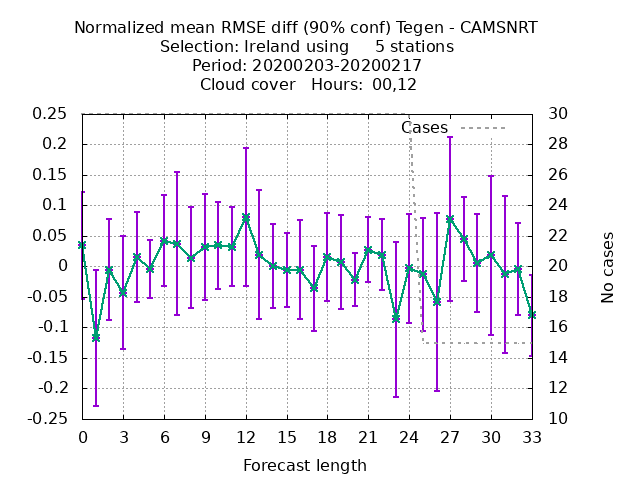 Normalized mean RMSE diff (90% conf) Tegen - CAMSNRT
Selection: Ireland using     5 stations
Period: 20200203-20200217
Cloud cover   Hours:  00,12
Cases
0.25
0.2
0.15
0.1
0.05
0
-0.05
-0.1
-0.15
-0.2
-0.25
30
28
26
24
22
20
18
16
14
12
10
No cases
0 3 6 9 12 15 18 21 24 27 30 33
Forecast length